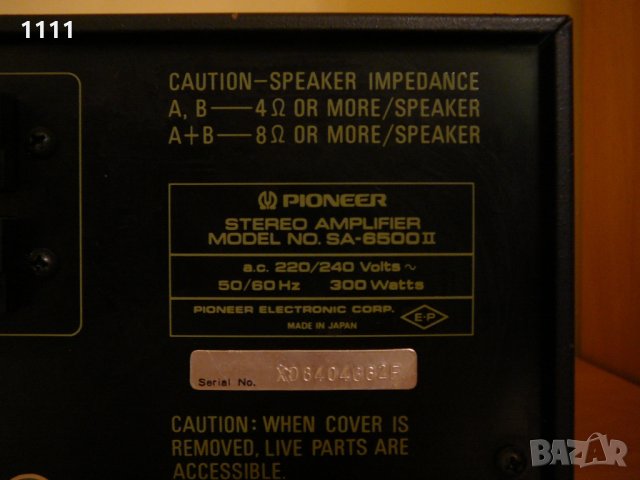 1111
CAUTION–SPEAKER IMPEDANCE
A, B — 4 Ω OR MORE/SPEAKER
A+B — 8 Ω OR MORE/SPEAKER
PIONEER
STEREO AMPLIFIER
MODEL NO. SA-6500 II
a.c. 220/240 Volts ~
50/60 Hz 300 Watts
PIONEER ELECTRONIC CORP.
MADE IN JAPAN
E-P
Serial No.
CAUTION: WHEN COVER IS
REMOVED, LIVE PARTS ARE
ACCESSIBLE.
BAZAR